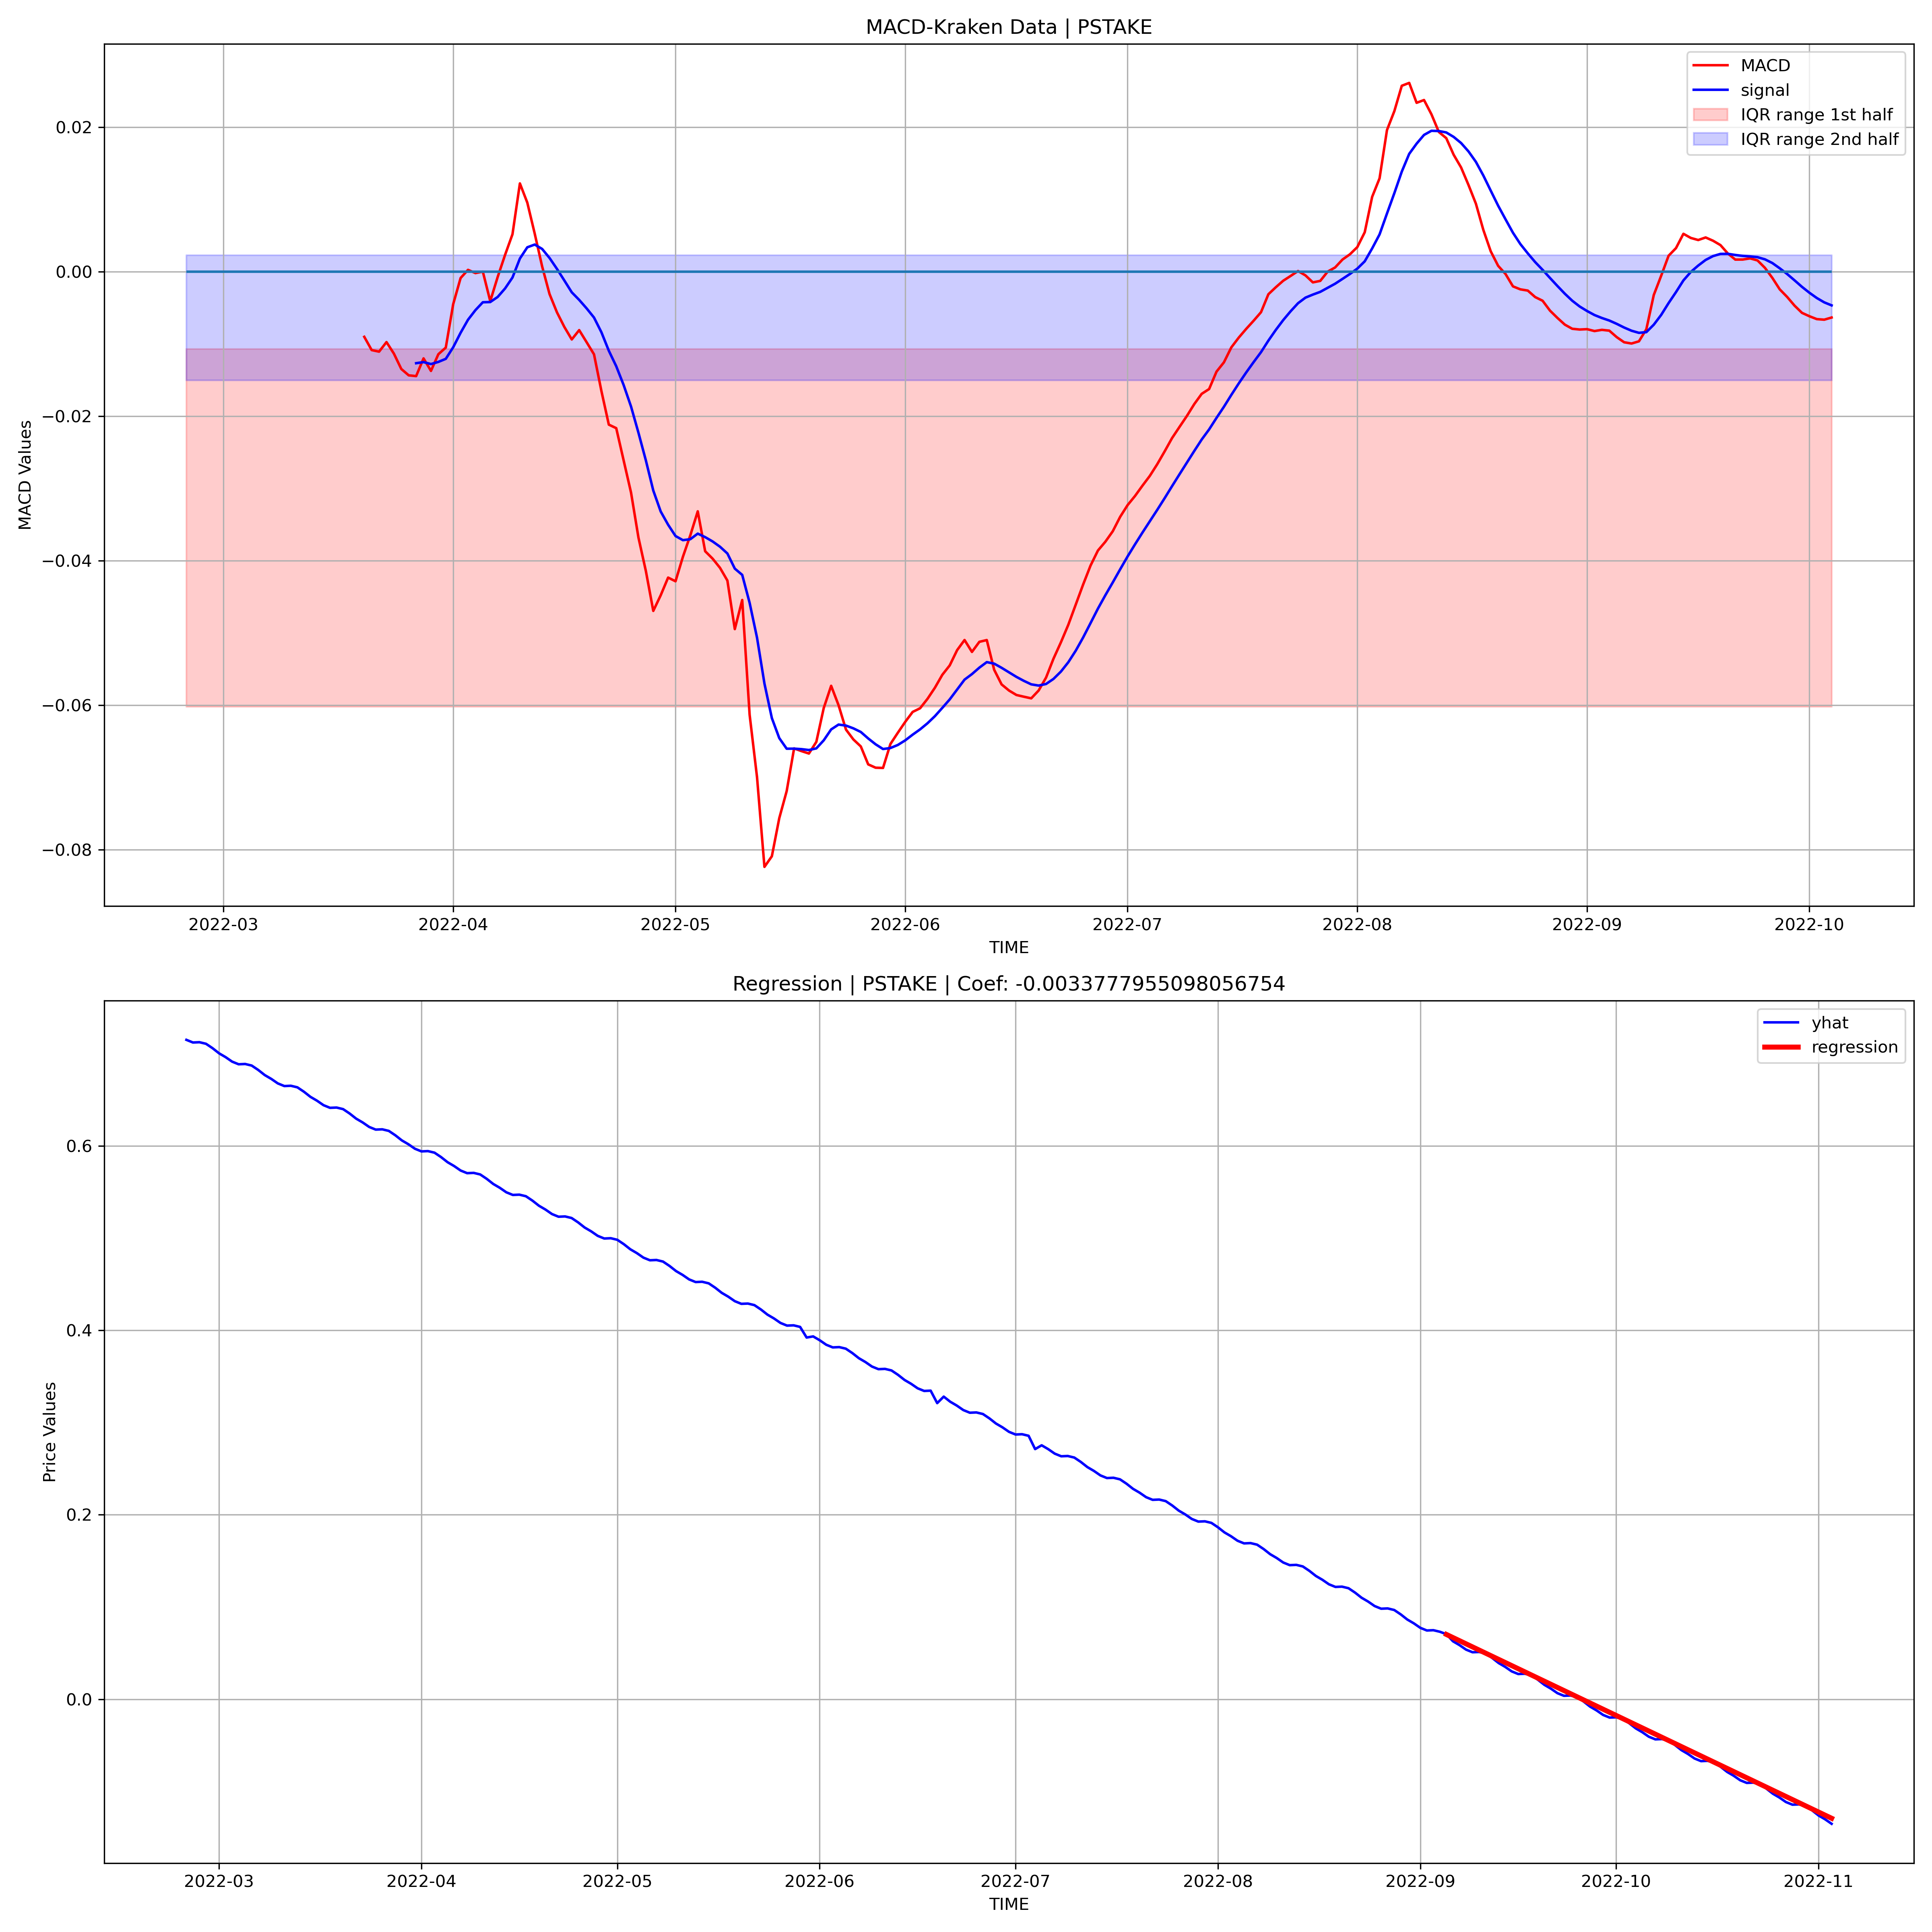 MACD-Kraken Data | PSTAKE
MACD
signal
IQR range 1st half
IQR range 2nd half
0.02
0.00
−0.02
−0.04
−0.06
−0.08
MACD Values
2022-03 2022-04 2022-05 2022-06 2022-07 2022-08 2022-09 2022-10
TIME
Regression | PSTAKE | Coef: -0.0033777955098056754
yhat
regression
0.6
0.4
0.2
0.0
Price Values
2022-03 2022-04 2022-05 2022-06 2022-07 2022-08 2022-09 2022-10 2022-11
TIME